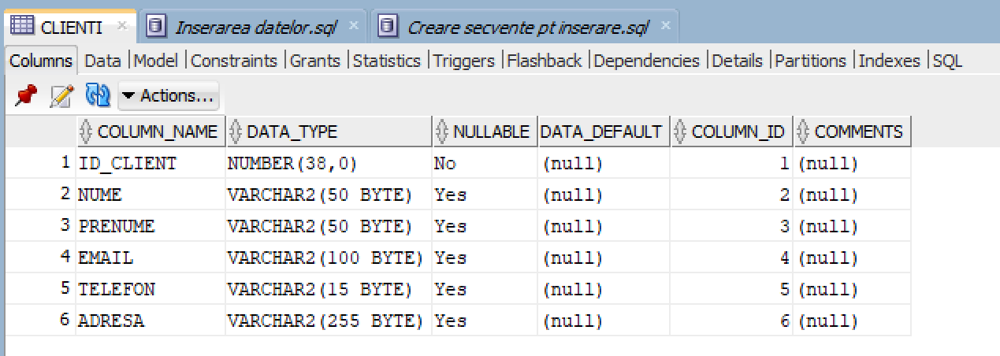 CLIENTI Inserarea datelor.sql Creare secvente pt inserare.sql
Columns Data Model Constraints Grants Statistics Triggers Flashback Dependencies Details Partitions Indexes SQL
Actions...
COLUMN_NAME DATA_TYPE NULLABLE DATA_DEFAULT COLUMN_ID COMMENTS
1 ID_CLIENT NUMBER(38,0) No (null) 1 (null)
2 NUME VARCHAR2(50 BYTE) Yes (null) 2 (null)
3 PRENUME VARCHAR2(50 BYTE) Yes (null) 3 (null)
4 EMAIL VARCHAR2(100 BYTE) Yes (null) 4 (null)
5 TELEFON VARCHAR2(15 BYTE) Yes (null) 5 (null)
6 ADRESA VARCHAR2(255 BYTE) Yes (null) 6 (null)